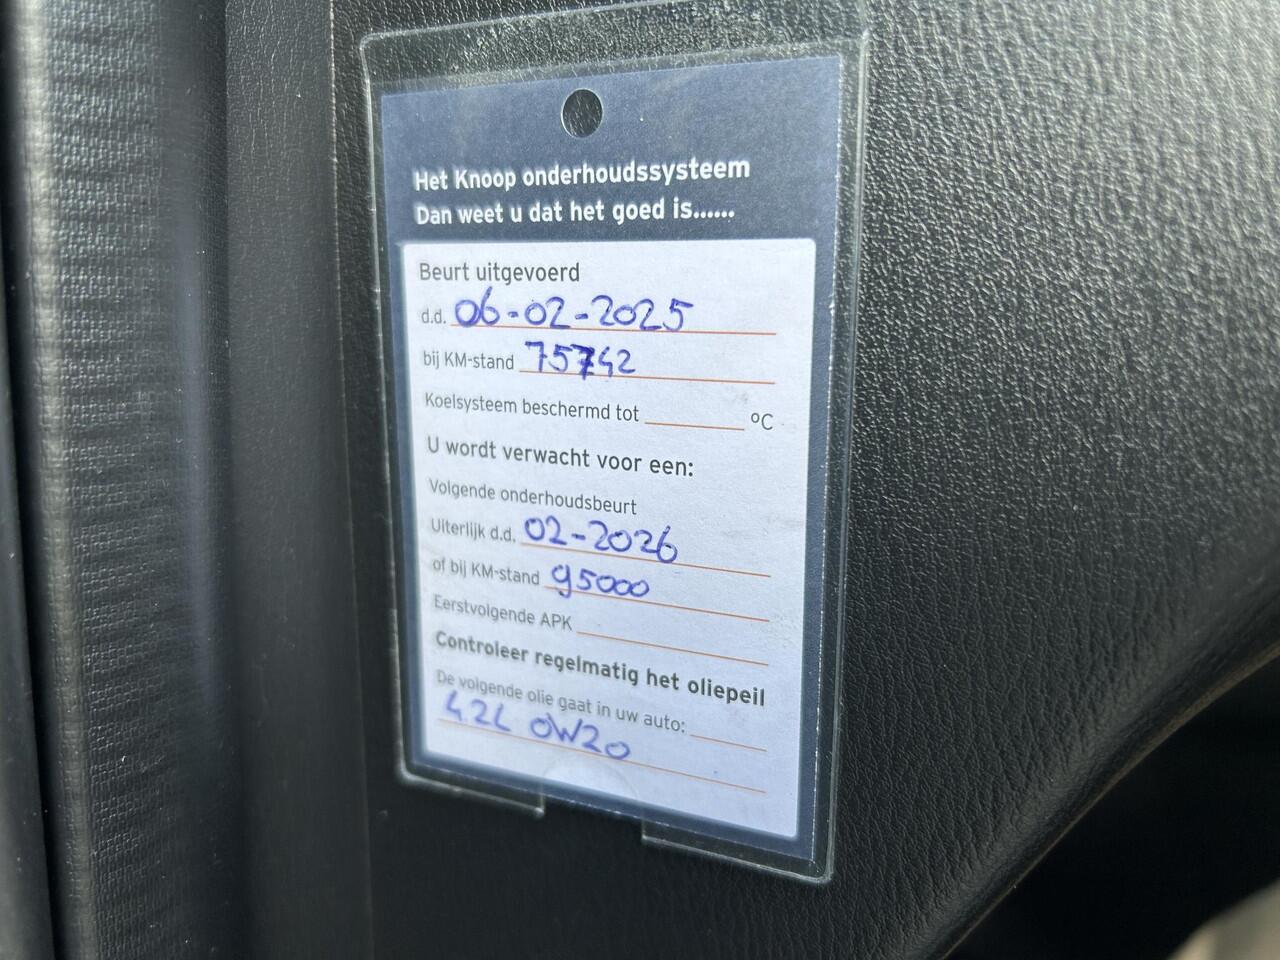 Het Knoop onderhoudssysteem
Dan weet u dat het goed is......
Beurt uitgevoerd
d.d. 06-02-2025
bij KM-stand 75742
Koelsysteem beschermd tot ºC
U wordt verwacht voor een:
Volgende onderhoudsbeurt
Uiterlijk d.d. 02-2026
of bij KM-stand 95000
Eerstvolgende APK
Controleer regelmatig het oliepeil
De volgende olie gaat in uw auto:
42L 0W20